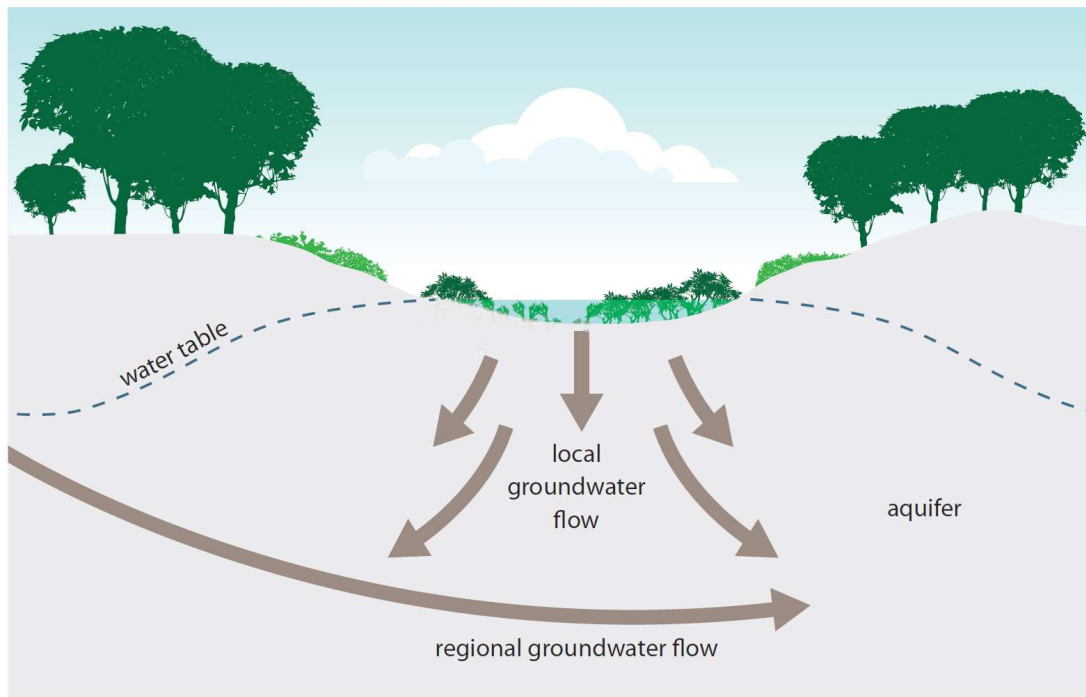 water table
local
groundwater
flow
aquifer
regional groundwater flow